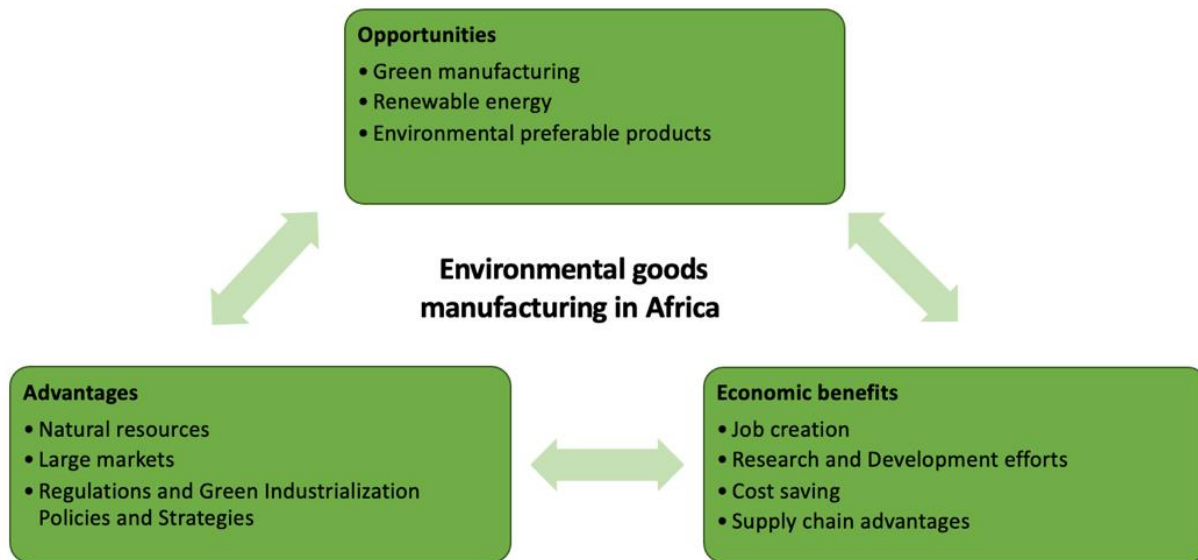 Opportunities
• Green manufacturing
• Renewable energy
• Environmental preferable products
Environmental goods
manufacturing in Africa
Advantages
• Natural resources
• Large markets
• Regulations and Green Industrialization
Policies and Strategies
Economic benefits
• Job creation
• Research and Development efforts
• Cost saving
• Supply chain advantages